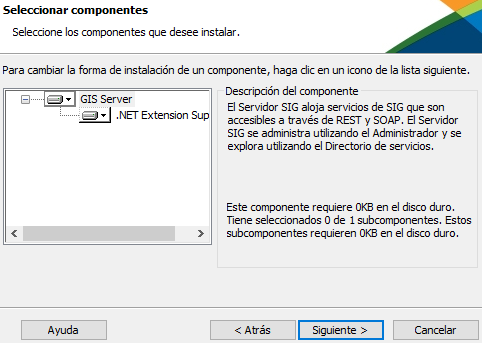 Seleccionar componentes
Seleccione los componentes que desee instalar.
Para cambiar la forma de instalación de un componente, haga clic en un icono de la lista siguiente.
GIS Server
.NET Extension Sup
Descripción del componente
El Servidor SIG aloja servicios de SIG que son
accesibles a través de REST y SOAP. El Servidor
SIG se administra utilizando el Administrador y se
explora utilizando el Directorio de servicios.
Este componente requiere 0KB en el disco duro.
Tiene seleccionados 0 de 1 subcomponentes. Estos
subcomponentes requieren 0KB en el disco duro.
Ayuda
< Atrás
Siguiente >
Cancelar